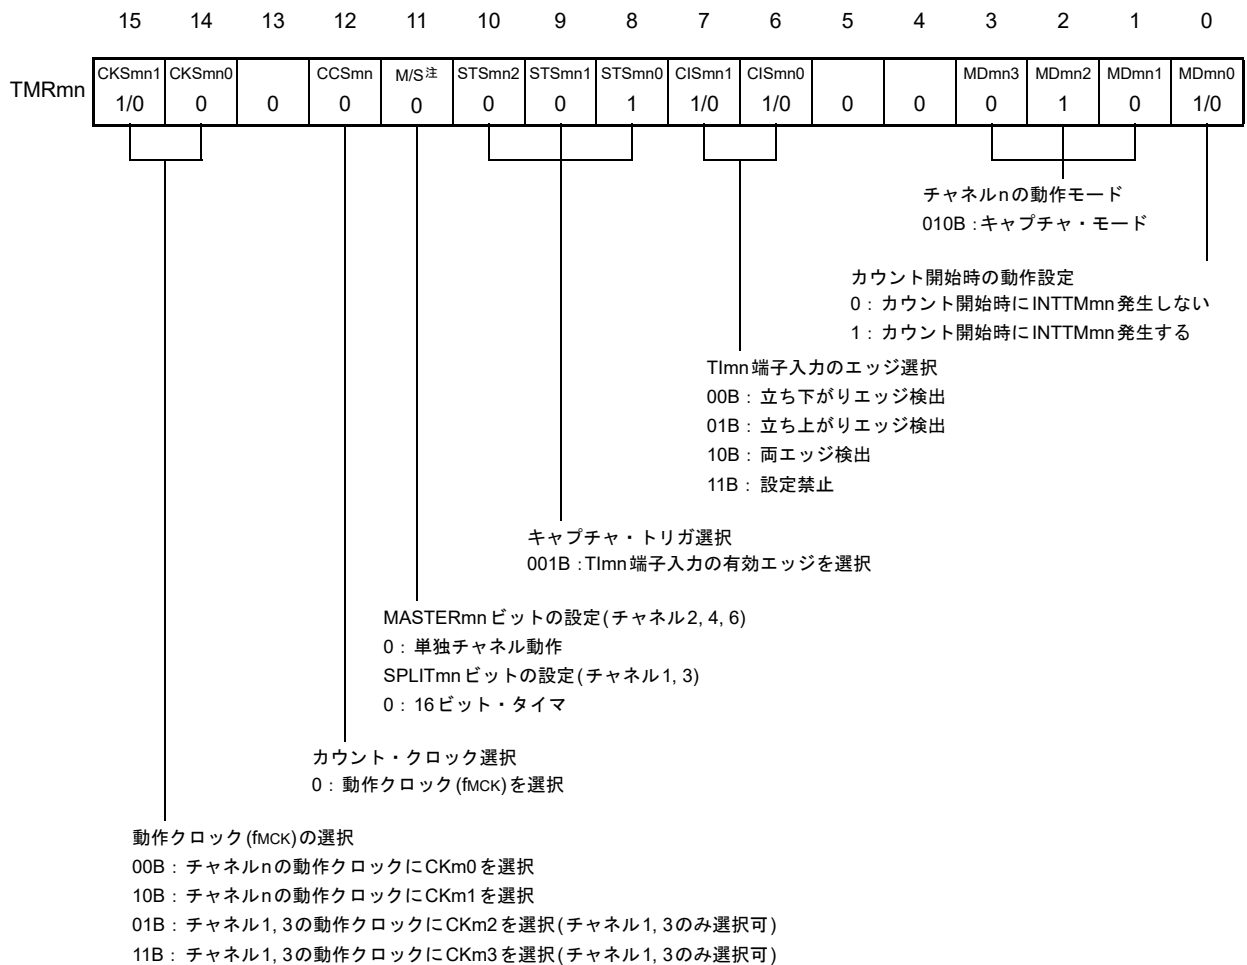 15 14 13 12 11 10 9 8 7 6 5 4 3 2 1 0
TMRmn
CKSmn1 CKSmn0 CCSmn M/S注 STSmn2 STSmn1 STSmn0 CISmn1 CISmn0 MDmn3 MDmn2 MDmn1 MDmn0
1/0 0 0 0 0 0 0 1 1/0 1/0 0 0 0 1 0 1/0
チャネルnの動作モード
010B：キャプチャ・モード
カウント開始時の動作設定
0：カウント開始時にINTTMmn発生しない
1：カウント開始時にINTTMmn発生する
TImn端子入力のエッジ選択
00B：立ち下がりエッジ検出
01B：立ち上がりエッジ検出
10B：両エッジ検出
11B：設定禁止
キャプチャ・トリガ選択
001B：TImn端子入力の有効エッジを選択
MASTERmnビットの設定(チャネル2, 4, 6)
0：単独チャネル動作
SPLITmnビットの設定(チャネル1, 3)
0：16ビット・タイマ
カウント・クロック選択
0：動作クロック(fMCK)を選択
動作クロック(fMCK)の選択
00B：チャネルnの動作クロックにCKm0を選択
10B：チャネルnの動作クロックにCKm1を選択
01B：チャネル1, 3の動作クロックにCKm2を選択(チャネル1, 3のみ選択可)
11B：チャネル1, 3の動作クロックにCKm3を選択(チャネル1, 3のみ選択可)